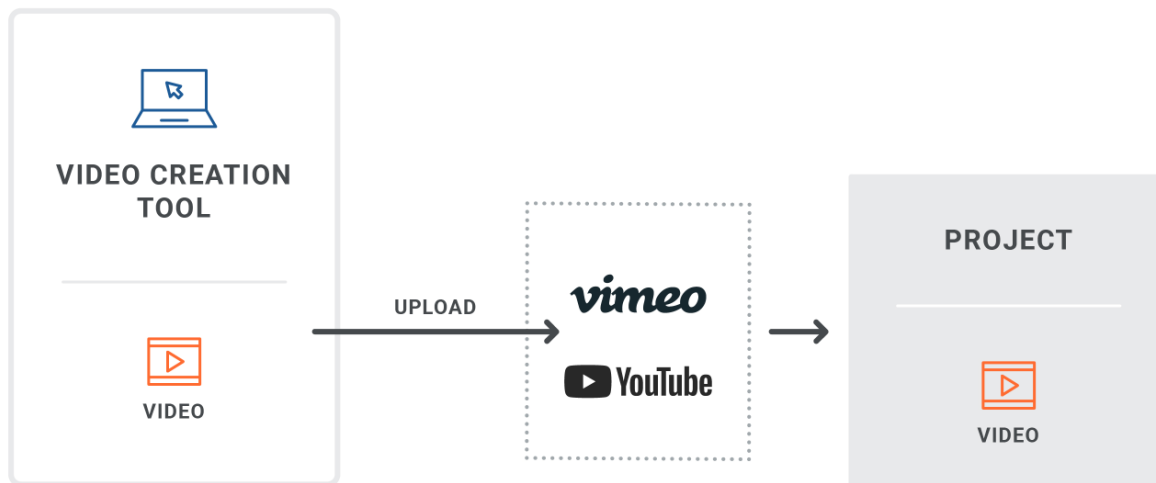 VIDEO CREATION
TOOL
VIDEO
UPLOAD
vimeo
YouTube
PROJECT
VIDEO